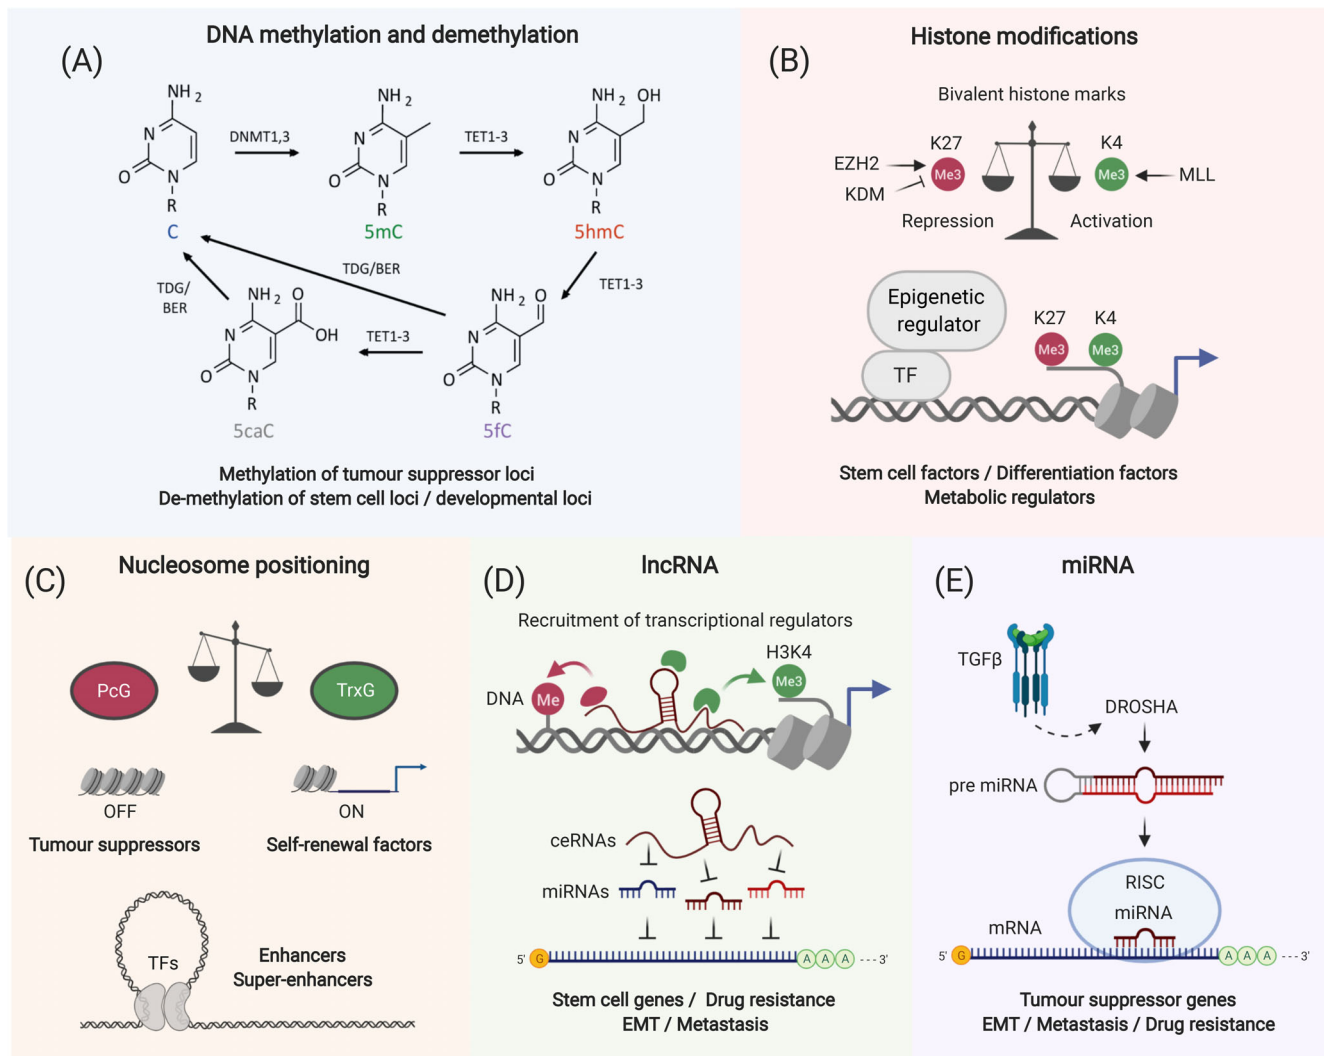 DNA methylation and demethylation
(A)
NH2
N
O
N
R
C
DNMT1,3
NH2
N
O
N
R
5mC
TET1-3
NH2
OH
N
O
N
R
5hmC
TET1-3
TDG/BER
NH2
O
N
O
N
R
5fC
TET1-3
NH2
O
OH
N
O
N
R
5caC
TDG/
BER
Methylation of tumour suppressor loci
De-methylation of stem cell loci / developmental loci
Histone modifications
(B)
Bivalent histone marks
K27
K4
EZH2
Me3
Me3
MLL
KDM
Repression
Activation
Epigenetic
regulator
TF
K27
K4
Me3
Me3
Stem cell factors / Differentiation factors
Metabolic regulators
Nucleosome positioning
(C)
PcG
TrxG
OFF
ON
Tumour suppressors
Self-renewal factors
TFs
Enhancers
Super-enhancers
lncRNA
(D)
Recruitment of transcriptional regulators
H3K4
Me3
DNA
Me
ceRNAs
miRNAs
5'
G
A A A
3'
Stem cell genes / Drug resistance
EMT / Metastasis
miRNA
(E)
TGFβ
DROSHA
pre miRNA
RISC
miRNA
mRNA
5'
G
A A A
3'
Tumour suppressor genes
EMT / Metastasis / Drug resistance